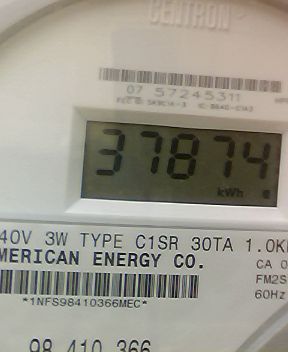 CENTRON
07 57245311
37874
kWh
40V 3W TYPE C1SR 30TA 1.0K
MERICAN ENERGY CO.
CA 0
FM2S
*1NFS98410366MEC*
60Hz
98 410 366